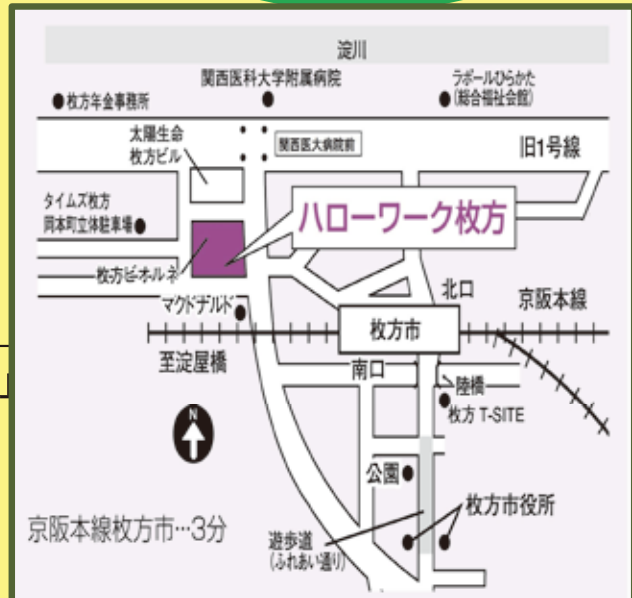 淀川
関西医科大学附属病院
ラポールひらかた
(総合福祉会館)
枚方年金事務所
太陽生命
枚方ビル
関西医大病院前
旧1号線
タイムズ枚方
岡本町立体駐車場
ハローワーク枚方
枚方ビオルネ
マクドナルド
北口
京阪本線
枚方市
至淀屋橋
南口
陸橋
枚方 T-SITE
N
公園
枚方市役所
京阪本線枚方市…3分
遊歩道
(ふれあい通り)